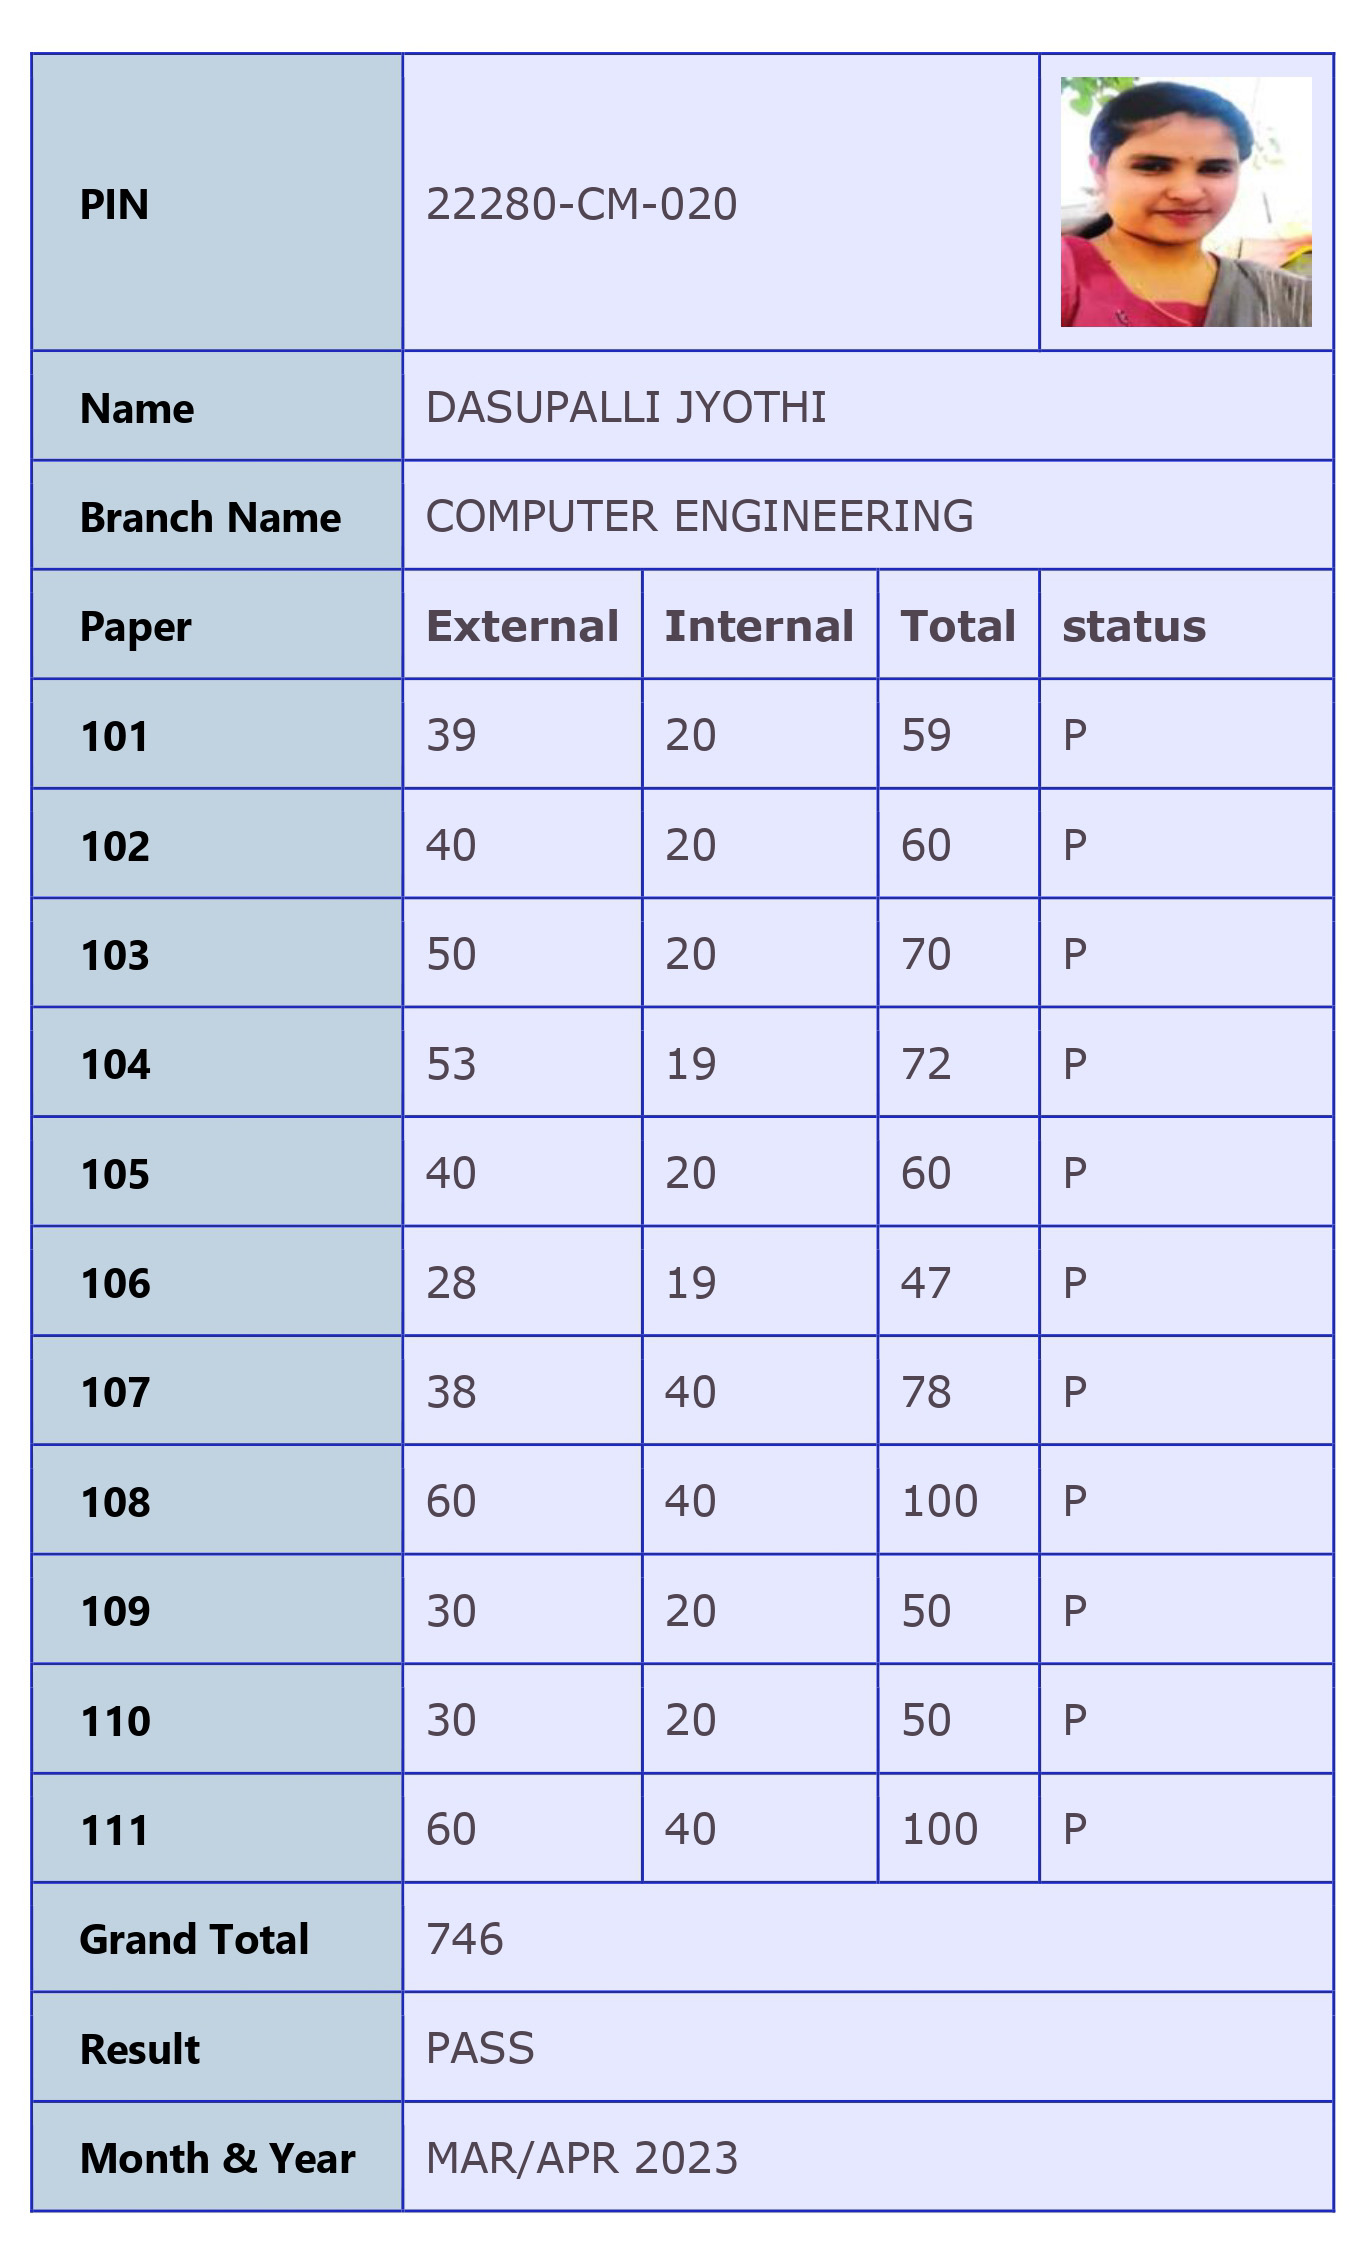 PIN 22280-CM-020
Name DASUPALLI JYOTHI
Branch Name COMPUTER ENGINEERING
Paper External Internal Total status
101 39 20 59 P
102 40 20 60 P
103 50 20 70 P
104 53 19 72 P
105 40 20 60 P
106 28 19 47 P
107 38 40 78 P
108 60 40 100 P
109 30 20 50 P
110 30 20 50 P
111 60 40 100 P
Grand Total 746
Result PASS
Month & Year MAR/APR 2023